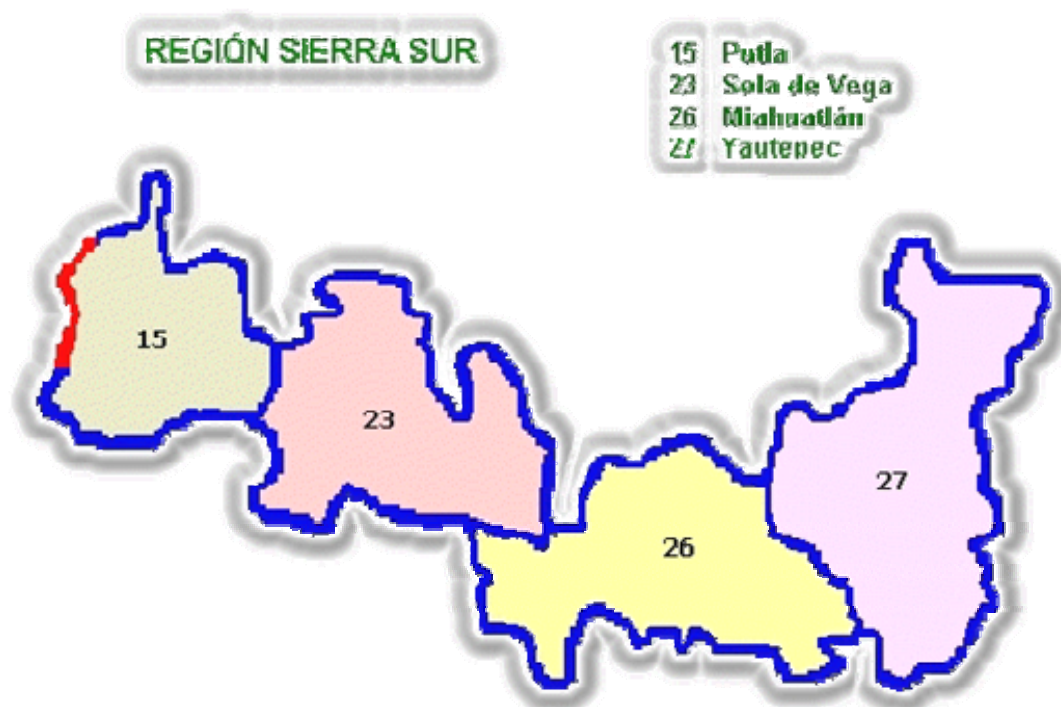 REGIÓN SIERRA SUR
15 Putla
23 Sola de Vega
26 Miahuatlán
27 Yautepec
15
23
26
27